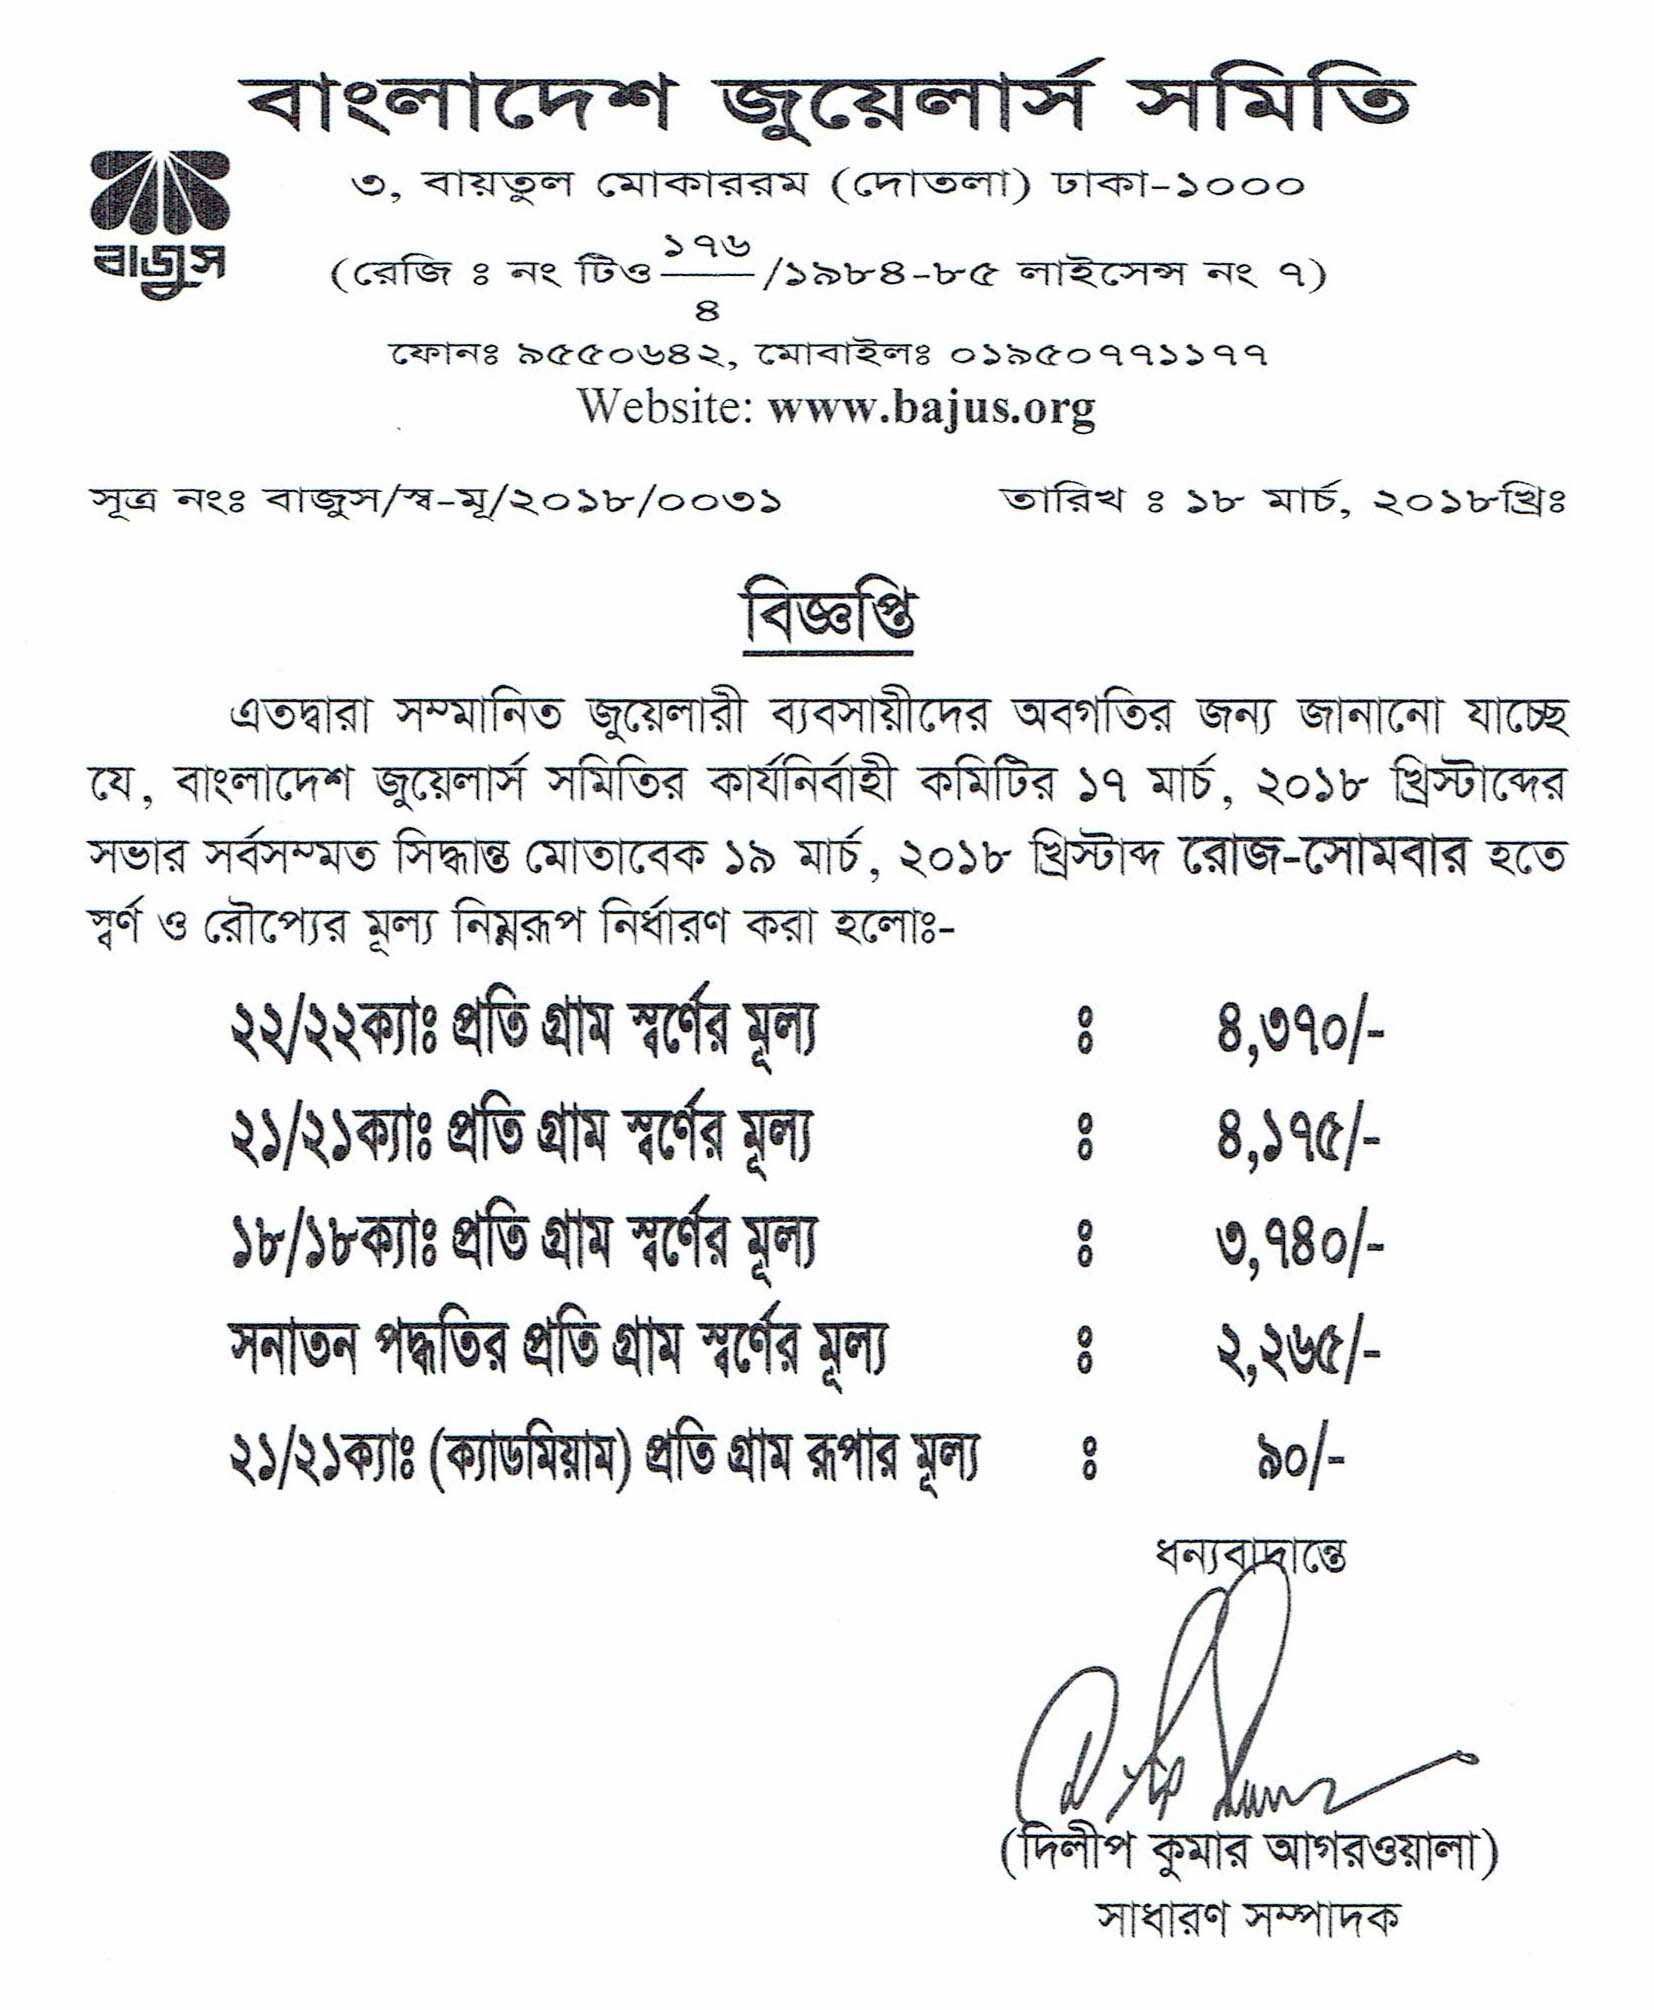 বাংলাদেশ জুয়েলার্স সমিতি
বাজুস
৩, বায়তুল মোকাররম (দোতলা) ঢাকা-১০০০
(রেজি ঃ নং টিও ১৭৬/৪ /১৯৮৪-৮৫ লাইসেন্স নং ৭)
ফোনঃ ৯৫৫০৬৪২, মোবাইলঃ ০১৯৫০৭৭১১৭৭
Website: www.bajus.org
সূত্র নংঃ বাজুস/স্ব-মূ/২০১৮/০০৩১ তারিখ ঃ ১৮ মার্চ, ২০১৮খ্রিঃ
বিজ্ঞপ্তি
এতদ্বারা সম্মানিত জুয়েলারী ব্যবসায়ীদের অবগতির জন্য জানানো যাচ্ছে
যে, বাংলাদেশ জুয়েলার্স সমিতির কার্যনির্বাহী কমিটির ১৭ মার্চ, ২০১৮ খ্রিস্টাব্দের
সভার সর্বসম্মত সিদ্ধান্ত মোতাবেক ১৯ মার্চ, ২০১৮ খ্রিস্টাব্দ রোজ-সোমবার হতে
স্বর্ণ ও রৌপ্যের মূল্য নিম্নরূপ নির্ধারণ করা হলোঃ-
২২/২২ক্যাঃ প্রতি গ্রাম স্বর্ণের মূল্য ঃ ৪,৩৭০/-
২১/২১ক্যাঃ প্রতি গ্রাম স্বর্ণের মূল্য ঃ ৪,১৭৫/-
১৮/১৮ক্যাঃ প্রতি গ্রাম স্বর্ণের মূল্য ঃ ৩,৭৪০/-
সনাতন পদ্ধতির প্রতি গ্রাম স্বর্ণের মূল্য ঃ ২,২৬৫/-
২১/২১ক্যাঃ (ক্যাডমিয়াম) প্রতি গ্রাম রূপার মূল্য ঃ ৯০/-
ধন্যবাদান্তে
(দিলীপ কুমার আগরওয়ালা)
সাধারণ সম্পাদক